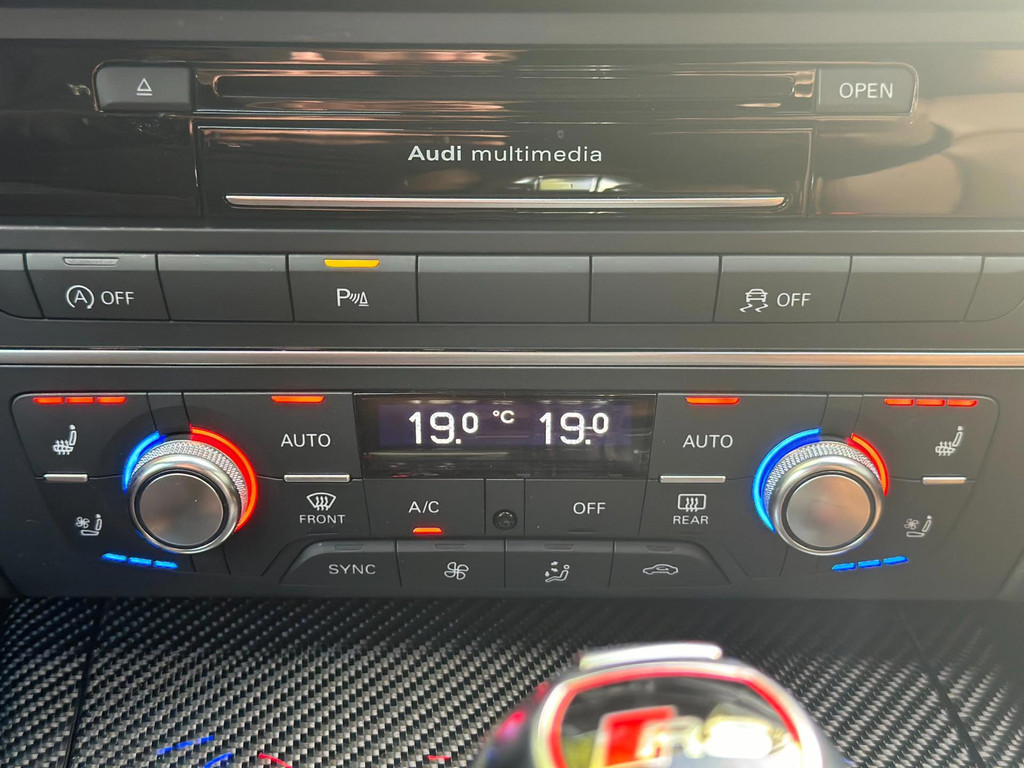 OPEN
Audi multimedia
A OFF
P
OFF
AUTO
19.0 °C 19.0
AUTO
FRONT
A/C
OFF
REAR
SYNC